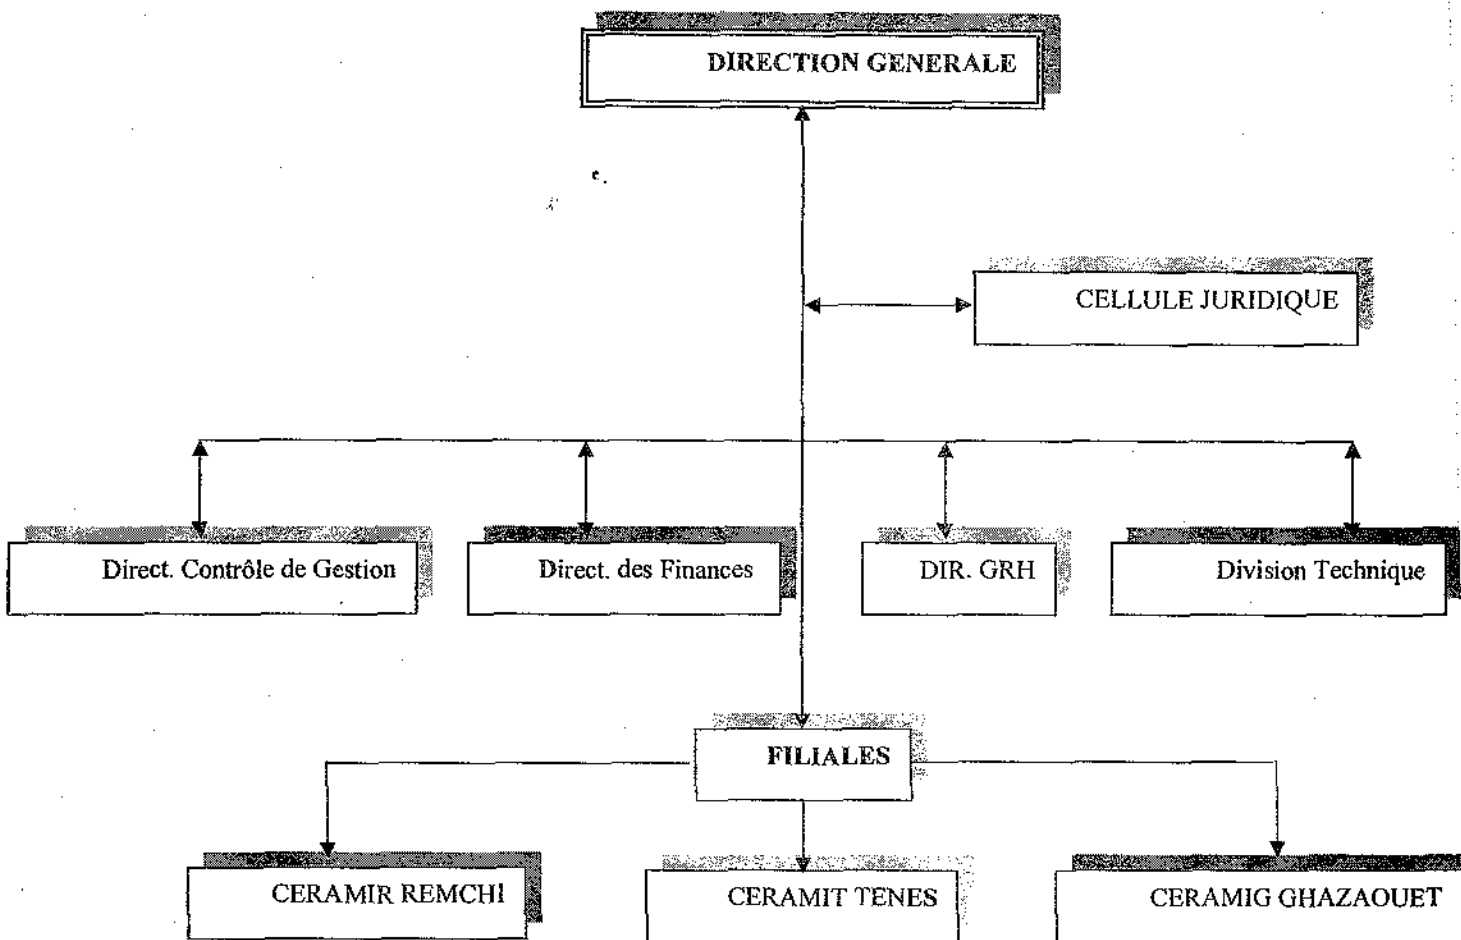 DIRECTION GENERALE
CELLULE JURIDIQUE
Direct. Contrôle de Gestion
Direct. des Finances
DIR. GRH
Division Technique
FILIALES
CERAMIR REMCHI
CERAMIT TENES
CERAMIG GHAZAOUET